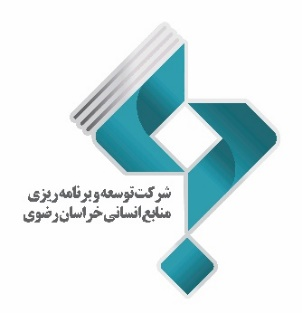 شرکت توسعه و برنامه ریزی
منابع انسانی خراسان رضوی